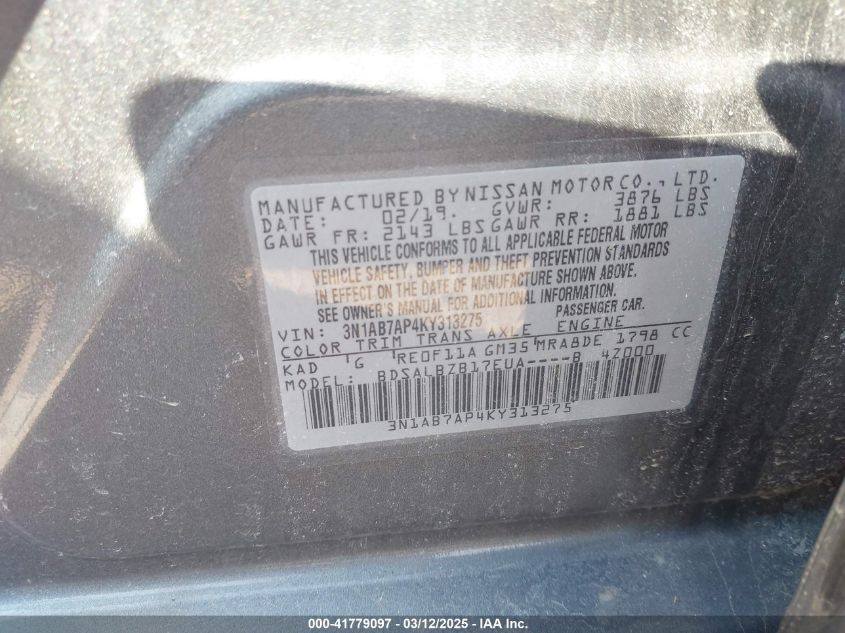 MANUFACTURED BY NISSAN MOTOR CO., LTD.
DATE: 02/19. GVWR: 3876 LBS
GAWR FR: 2143 LBS GAWR RR: 1881 LBS
THIS VEHICLE CONFORMS TO ALL APPLICABLE FEDERAL MOTOR
VEHICLE SAFETY, BUMPER AND THEFT PREVENTION STANDARDS
IN EFFECT ON THE DATE OF MANUFACTURE SHOWN ABOVE.
SEE OWNER'S MANUAL FOR ADDITIONAL INFORMATION.
VIN: 3N1AB7AP4KY313275 PASSENGER CAR.
COLOR TRIM TRANS AXLE ENGINE
KAD G RE0F11A GM35 MRA8DE 1798 CC
MODEL: BDSALBZB17EUA----B 4Z000
3N1AB7AP4KY313275
000-41779097 — 03/12/2025 — IAA Inc.